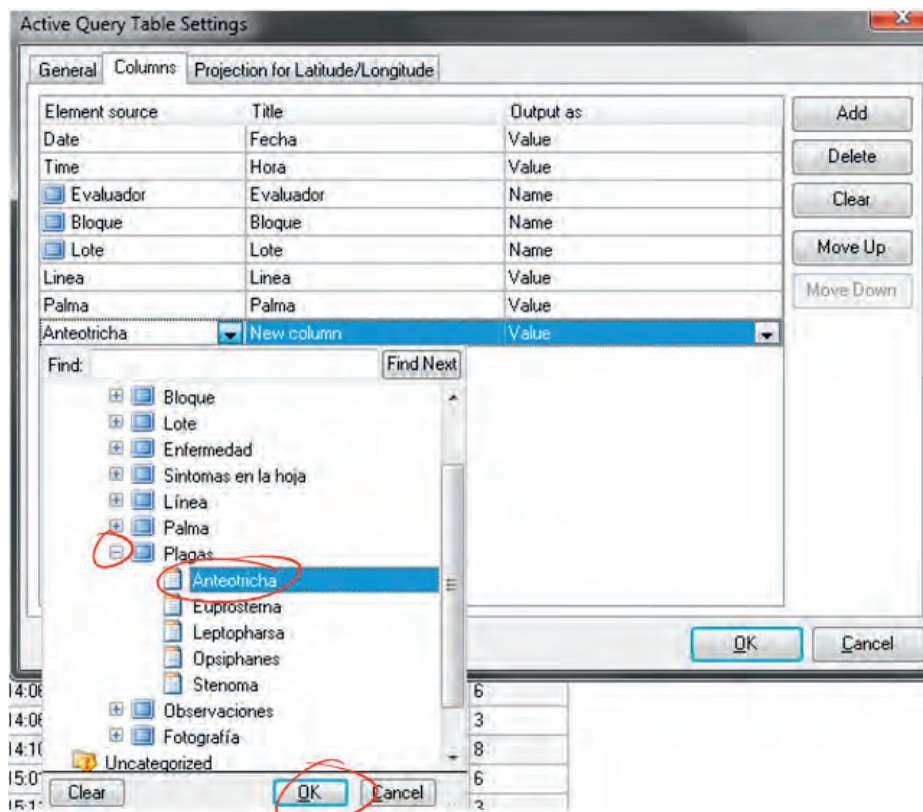 Active Query Table Settings
General Columns Projection for Latitude/Longitude
Element source Title Output as
Date Fecha Value
Time Hora Value
Evaluador Evaluador Name
Bloque Bloque Name
Lote Lote Name
Linea Linea Value
Palma Palma Value
Anteotricha New column Value
Add
Delete
Clear
Move Up
Move Down
Find: Find Next
Bloque
Lote
Enfermedad
Sintomas en la hoja
Línea
Palma
Plagas
Anteotricha
Euprosterna
Leptopharsa
Opsiphanes
Stenoma
Observaciones
Fotografía
Uncategorized
Clear OK Cancel
OK Cancel
6
3
14:10 8
6
3